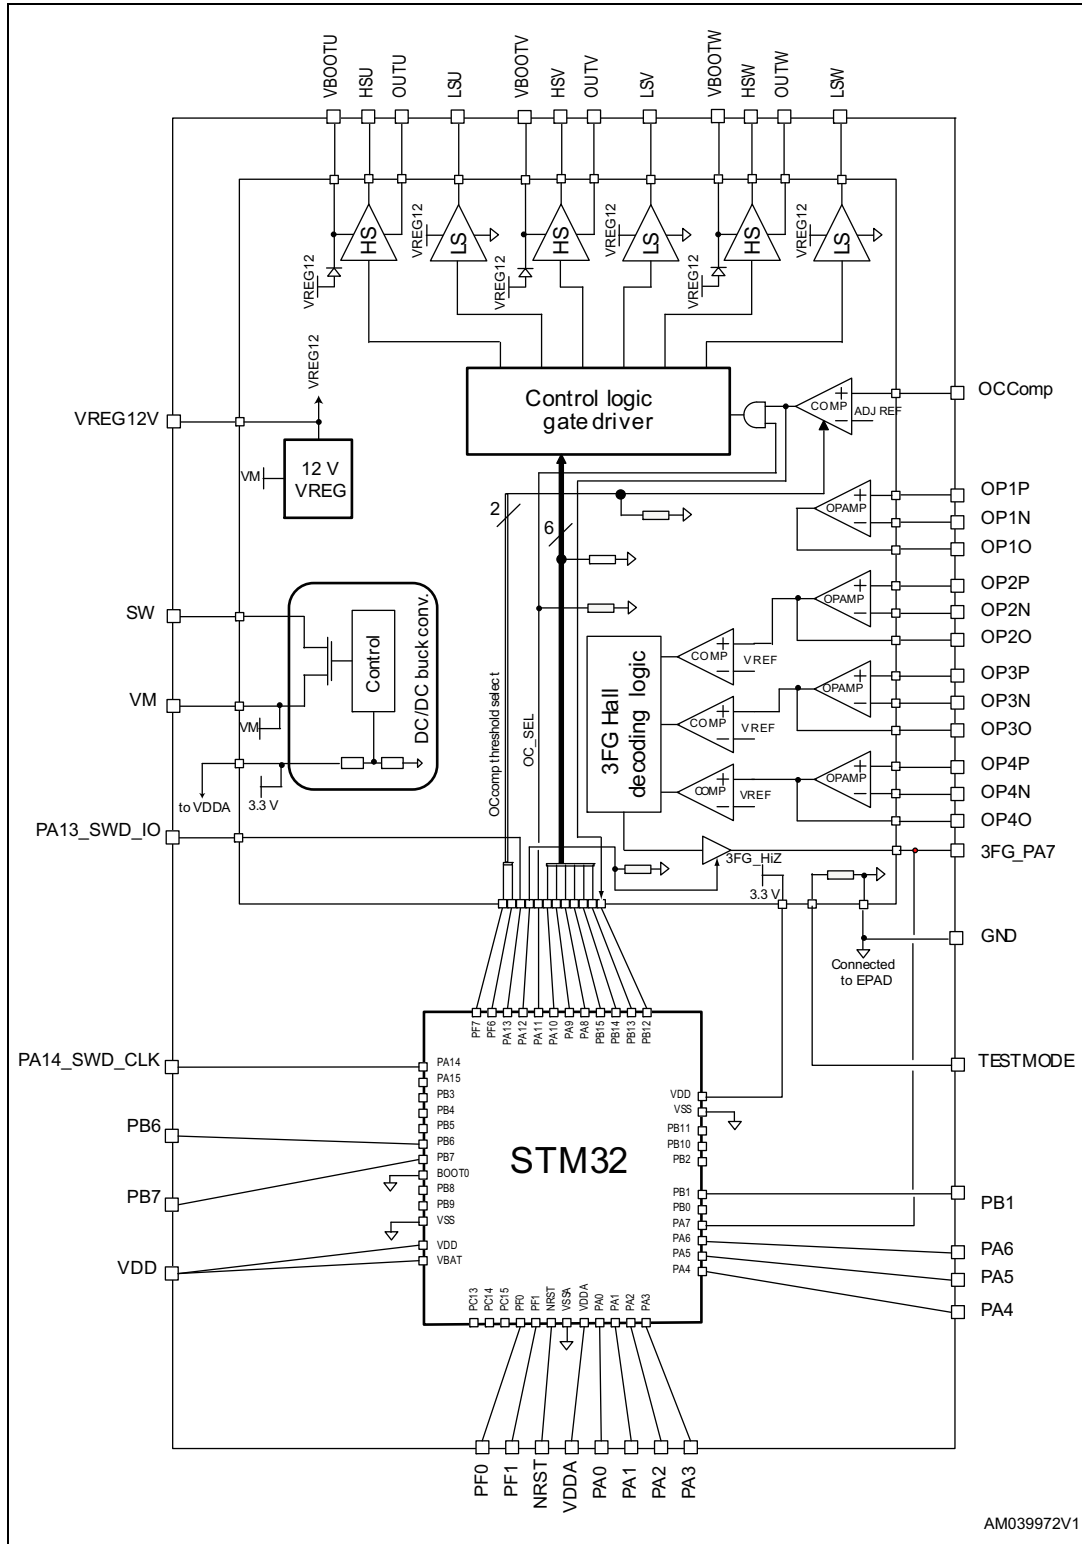 VBOOTU
HSU
OUTU
LSU
VBOOTV
HSV
OUTV
LSV
VBOOTW
HSW
OUTW
LSW
VREG12
HS
VREG12
LS
VREG12
HS
VREG12
LS
VREG12
HS
VREG12
LS
VREG12
VREG12
VREG12V
12 V
VREG
VM
Control logic
gate driver
COMP
ADJ REF
OCComp
OPAMP
OP1P
OP1N
OP1O
2
6
SW
VM
VM
Control
DC/DC buck conv.
to VDDA
3.3 V
OCcomp threshold select
OC_SEL
3FG Hall
decoding logic
COMP
VREF
OPAMP
OP2P
OP2N
OP2O
COMP
VREF
OPAMP
OP3P
OP3N
OP3O
COMP
VREF
OPAMP
OP4P
OP4N
OP4O
PA13_SWD_IO
3FG_HiZ
3.3 V
3FG_PA7
GND
Connected
to EPAD
PF7
PF6
PA13
PA12
PA11
PA10
PA9
PA8
PB15
PB14
PB13
PB12
PA14_SWD_CLK
PB6
PB7
VDD
PA14
PA15
PB3
PB4
PB5
PB6
PB7
BOOT0
PB8
PB9
VSS
VDD
VBAT
STM32
VDD
VSS
PB11
PB10
PB2
PB1
PB0
PA7
PA6
PA5
PA4
TESTMODE
PB1
PA6
PA5
PA4
PC13
PC14
PC15
PF0
PF1
NRST
VSSA
VDDA
PA0
PA1
PA2
PA3
PF0
PF1
NRST
VDDA
PA0
PA1
PA2
PA3
AM039972V1